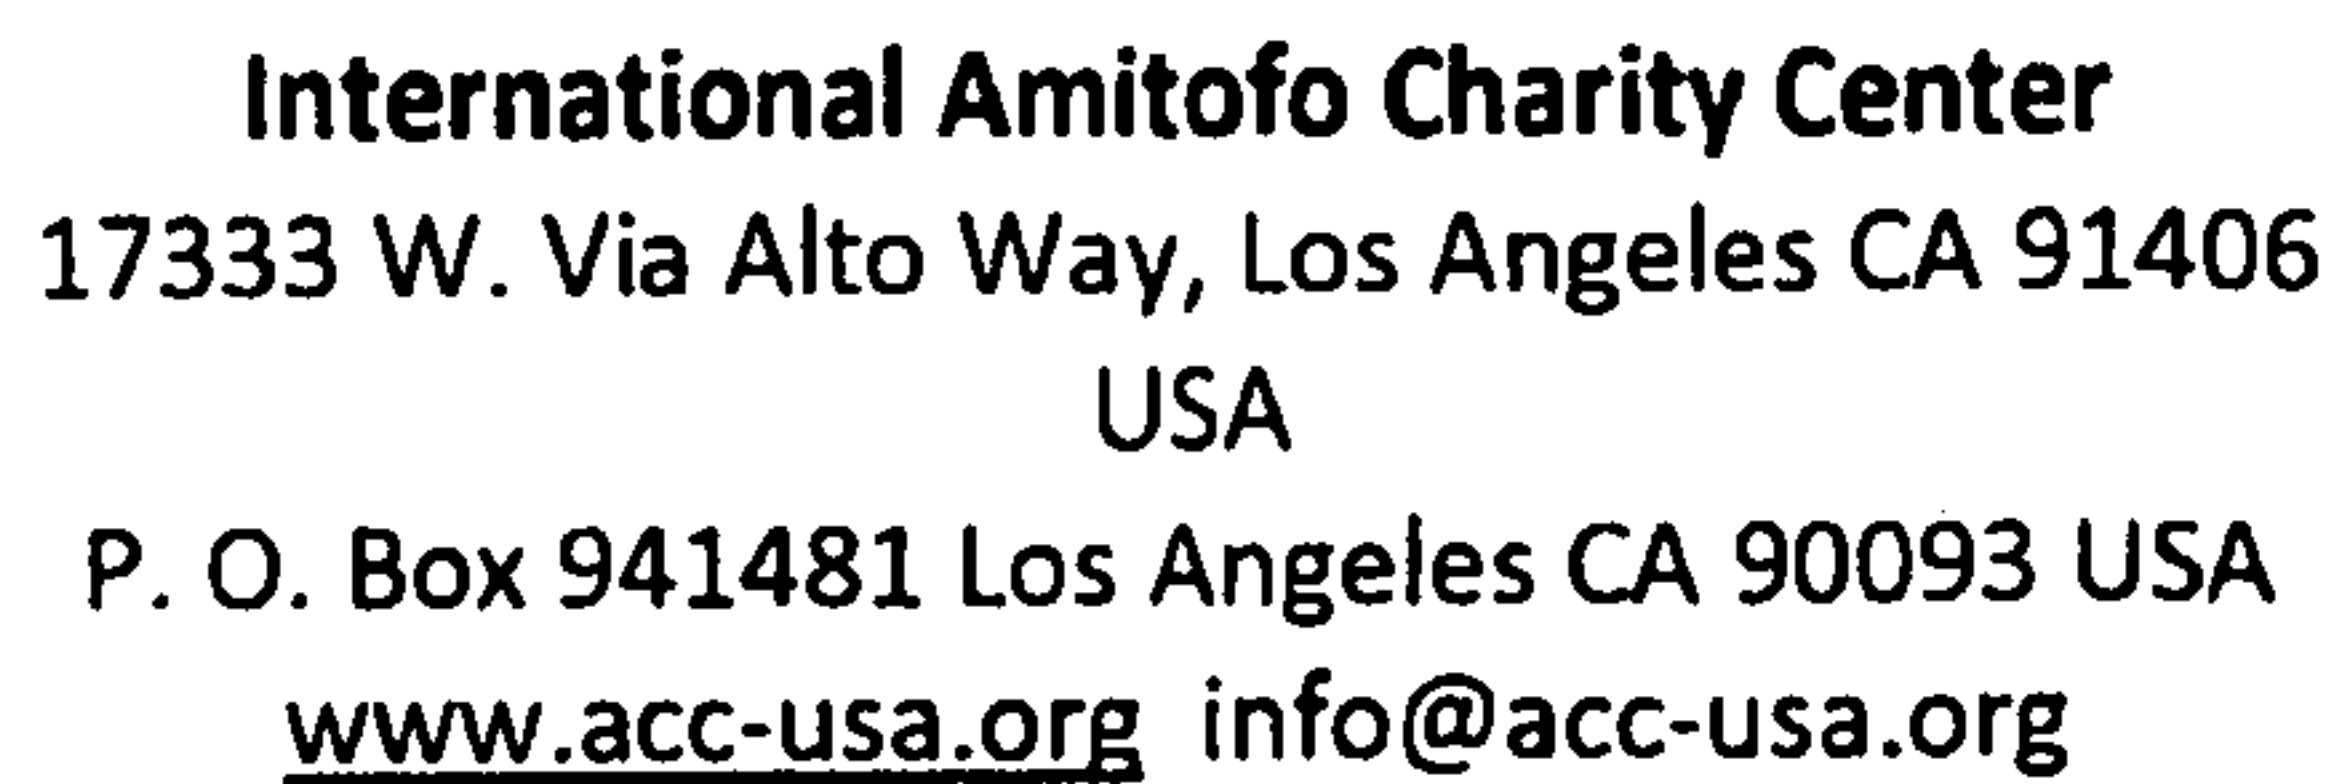 International Amitofo Charity Center
17333 W. Via Alto Way, Los Angeles CA 91406
USA
P. O. Box 941481 Los Angeles CA 90093 USA
www.acc-usa.org info@acc-usa.org